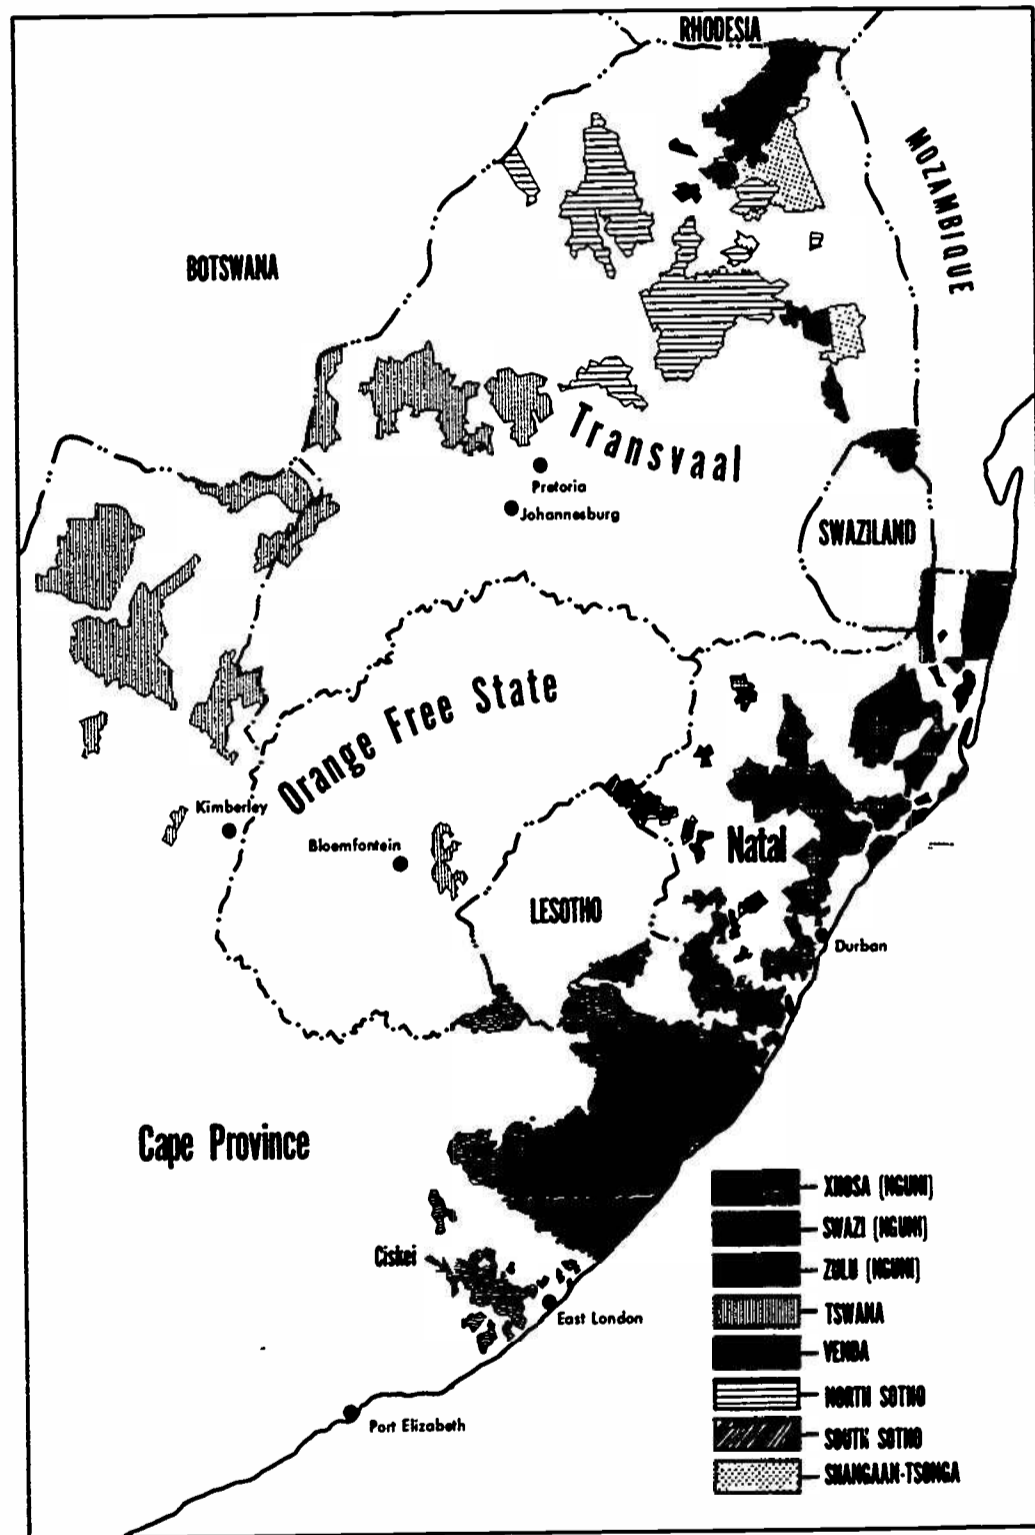 RHODESIA
MOZAMBIQUE
BOTSWANA
Transvaal
Pretoria
Johannesburg
SWAZILAND
Orange Free State
Kimberley
Bloemfontein
Natal
LESOTHO
Durban
Cape Province
Ciskei
East London
Port Elizabeth
XHOSA (NGUNI)
SWAZI (NGUNI)
ZULU (NGUNI)
TSWANA
VENDA
NORTH SOTHO
SOUTH SOTHO
SHANGAAN-TSONGA